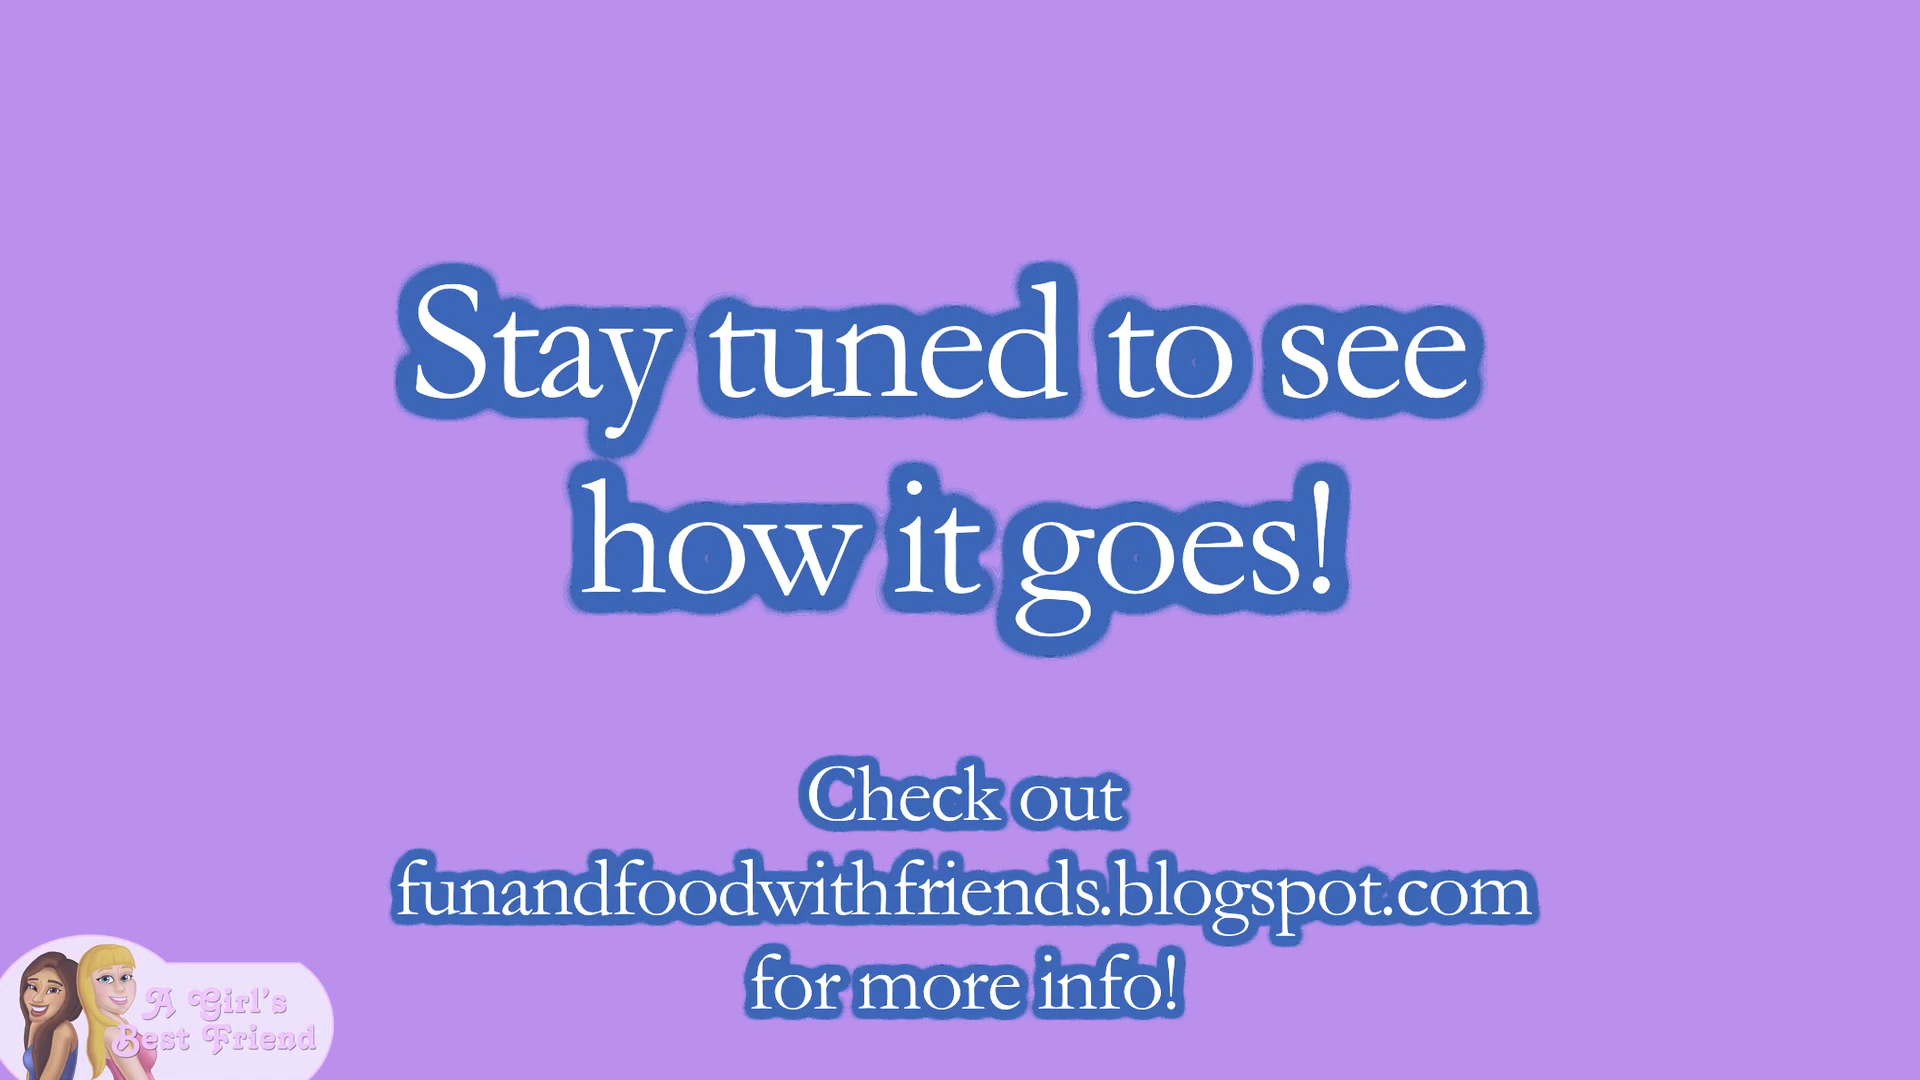 Stay tuned to see
how it goes!
Check out
funandfoodwithfriends.blogspot.com
for more info!
A Girl's
Best Friend